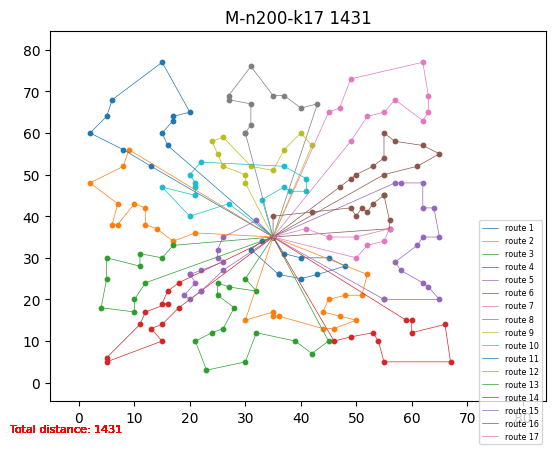 M-n200-k17 1431
80
70
60
50
40
30
20
10
0
0
10
20
30
40
50
60
70
80
route 1
route 2
route 3
route 4
route 5
route 6
route 7
route 8
route 9
route 10
route 11
route 12
route 13
route 14
route 15
route 16
route 17
Total distance: 1431